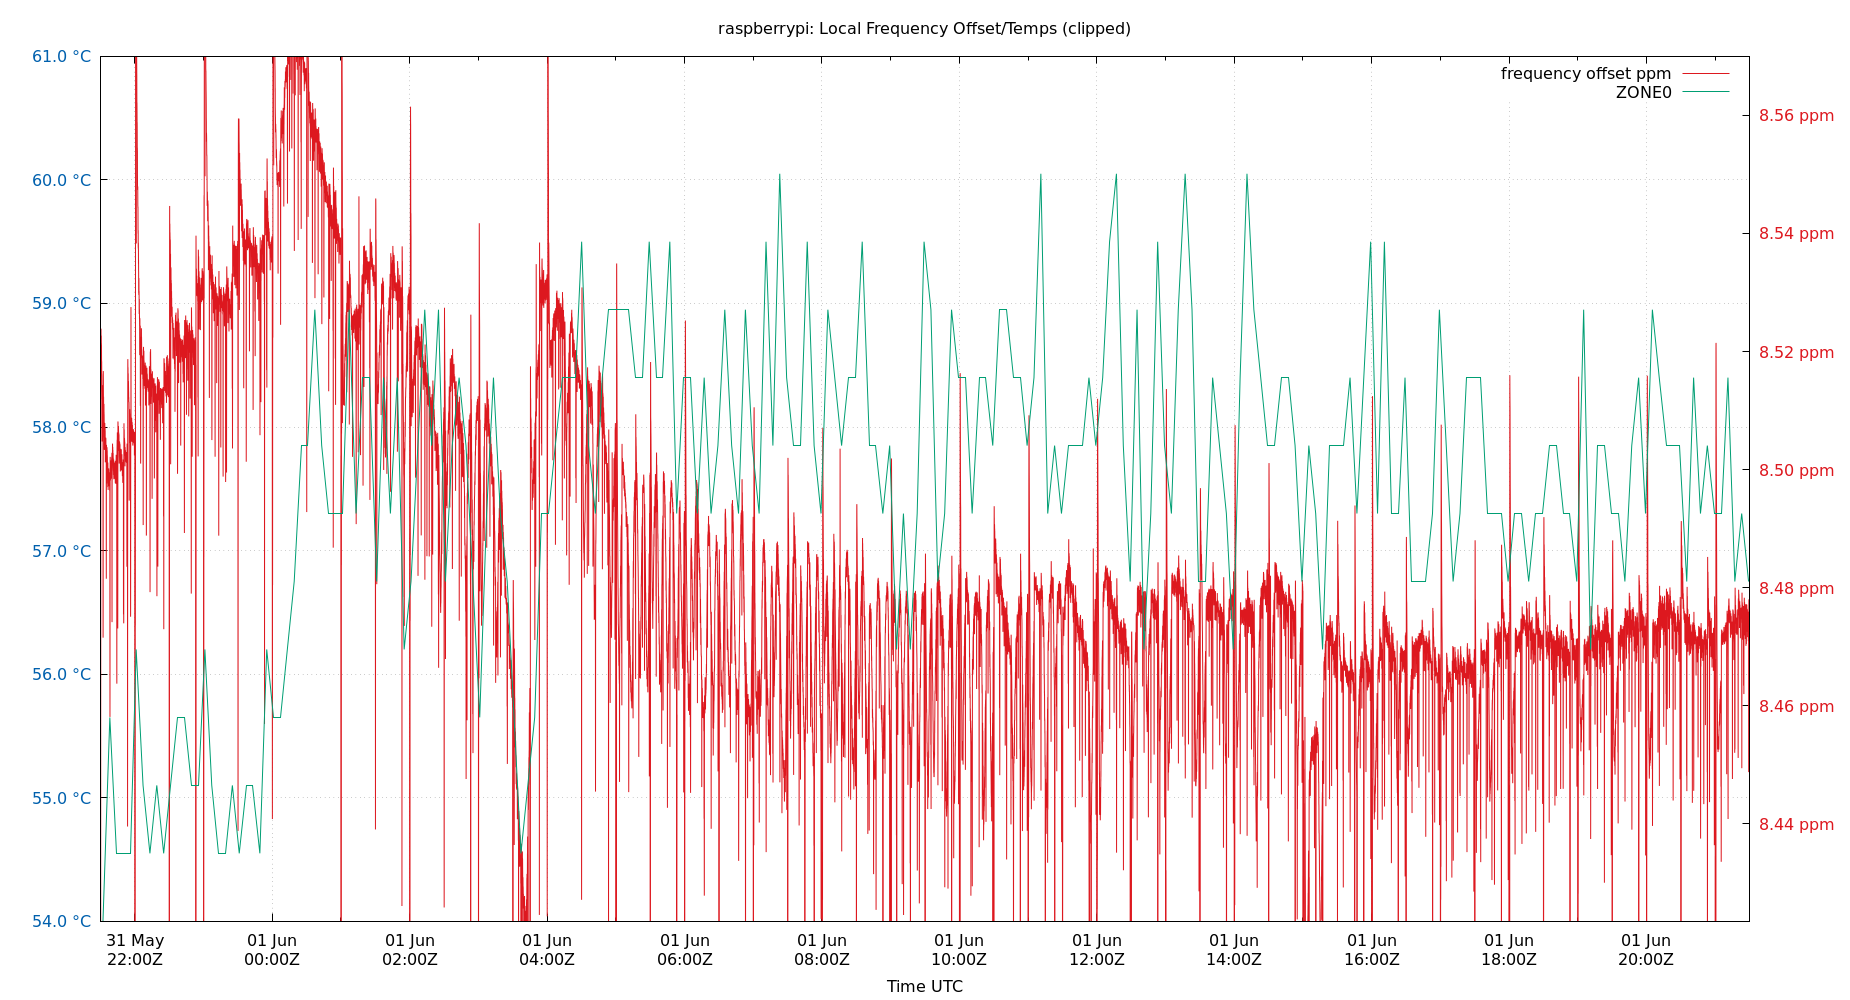 raspberrypi: Local Frequency Offset/Temps (clipped)
frequency offset ppm
ZONE0
61.0 °C
60.0 °C
59.0 °C
58.0 °C
57.0 °C
56.0 °C
55.0 °C
54.0 °C
8.56 ppm
8.54 ppm
8.52 ppm
8.50 ppm
8.48 ppm
8.46 ppm
8.44 ppm
31 May
22:00Z
01 Jun
00:00Z
01 Jun
02:00Z
01 Jun
04:00Z
01 Jun
06:00Z
01 Jun
08:00Z
01 Jun
10:00Z
01 Jun
12:00Z
01 Jun
14:00Z
01 Jun
16:00Z
01 Jun
18:00Z
01 Jun
20:00Z
Time UTC